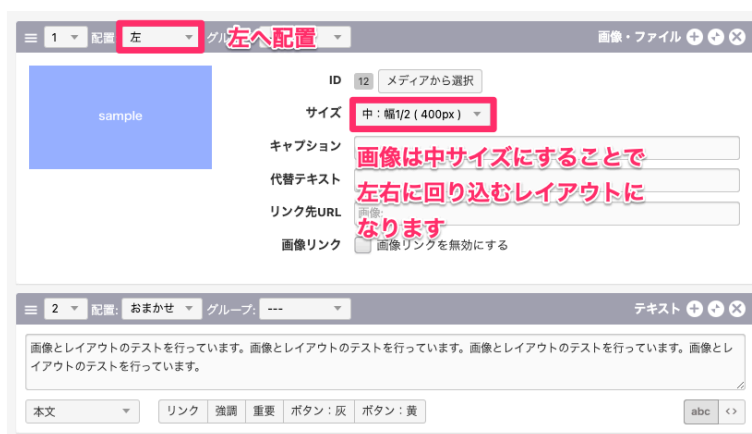 1 配置: 左 グル 左へ配置 画像・ファイル
sample
ID 12 メディアから選択
サイズ 中：幅1/2 ( 400px )
キャプション
画像は中サイズにすることで
代替テキスト
左右に回り込むレイアウトに
リンク先URL 画像:
なります
画像リンク 画像リンクを無効にする
2 配置: おまかせ グループ: --- テキスト
画像とレイアウトのテストを行っています。画像とレイアウトのテストを行っています。画像とレイアウトのテストを行っています。画像とレ
イアウトのテストを行っています。
本文 リンク 強調 重要 ボタン：灰 ボタン：黄 abc <>